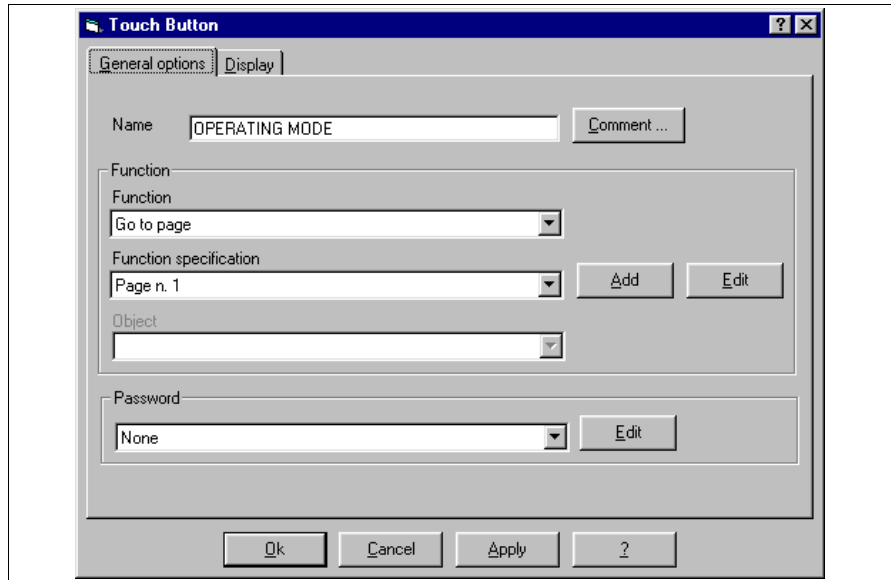 Touch Button
General options Display
Name OPERATING MODE Comment ...
Function
Function
Go to page
Function specification
Page n. 1 Add Edit
Object
Password
None Edit
Ok Cancel Apply ?